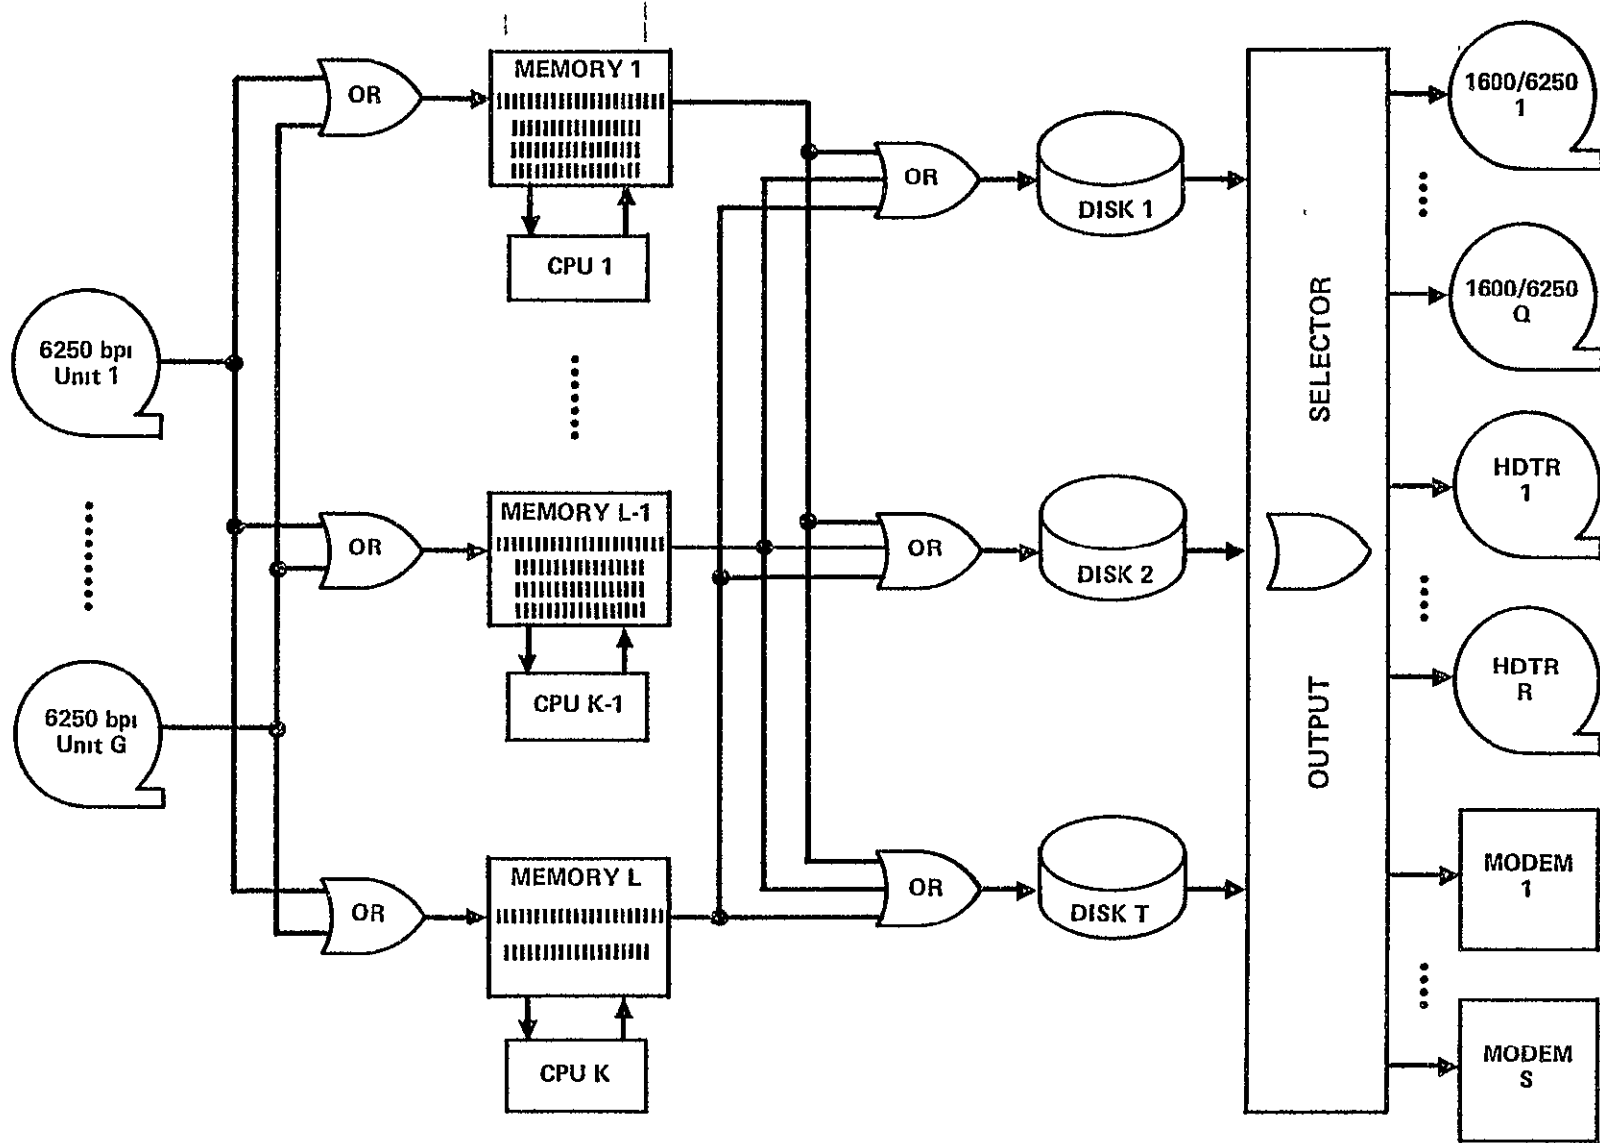 6250 bpi
Unit 1
6250 bpi
Unit G
OR
OR
OR
MEMORY 1
CPU 1
MEMORY L-1
CPU K-1
MEMORY L
CPU K
OR
OR
OR
DISK 1
DISK 2
DISK T
OUTPUT SELECTOR
1600/6250
1
1600/6250
Q
HDTR
1
HDTR
R
MODEM
1
MODEM
S